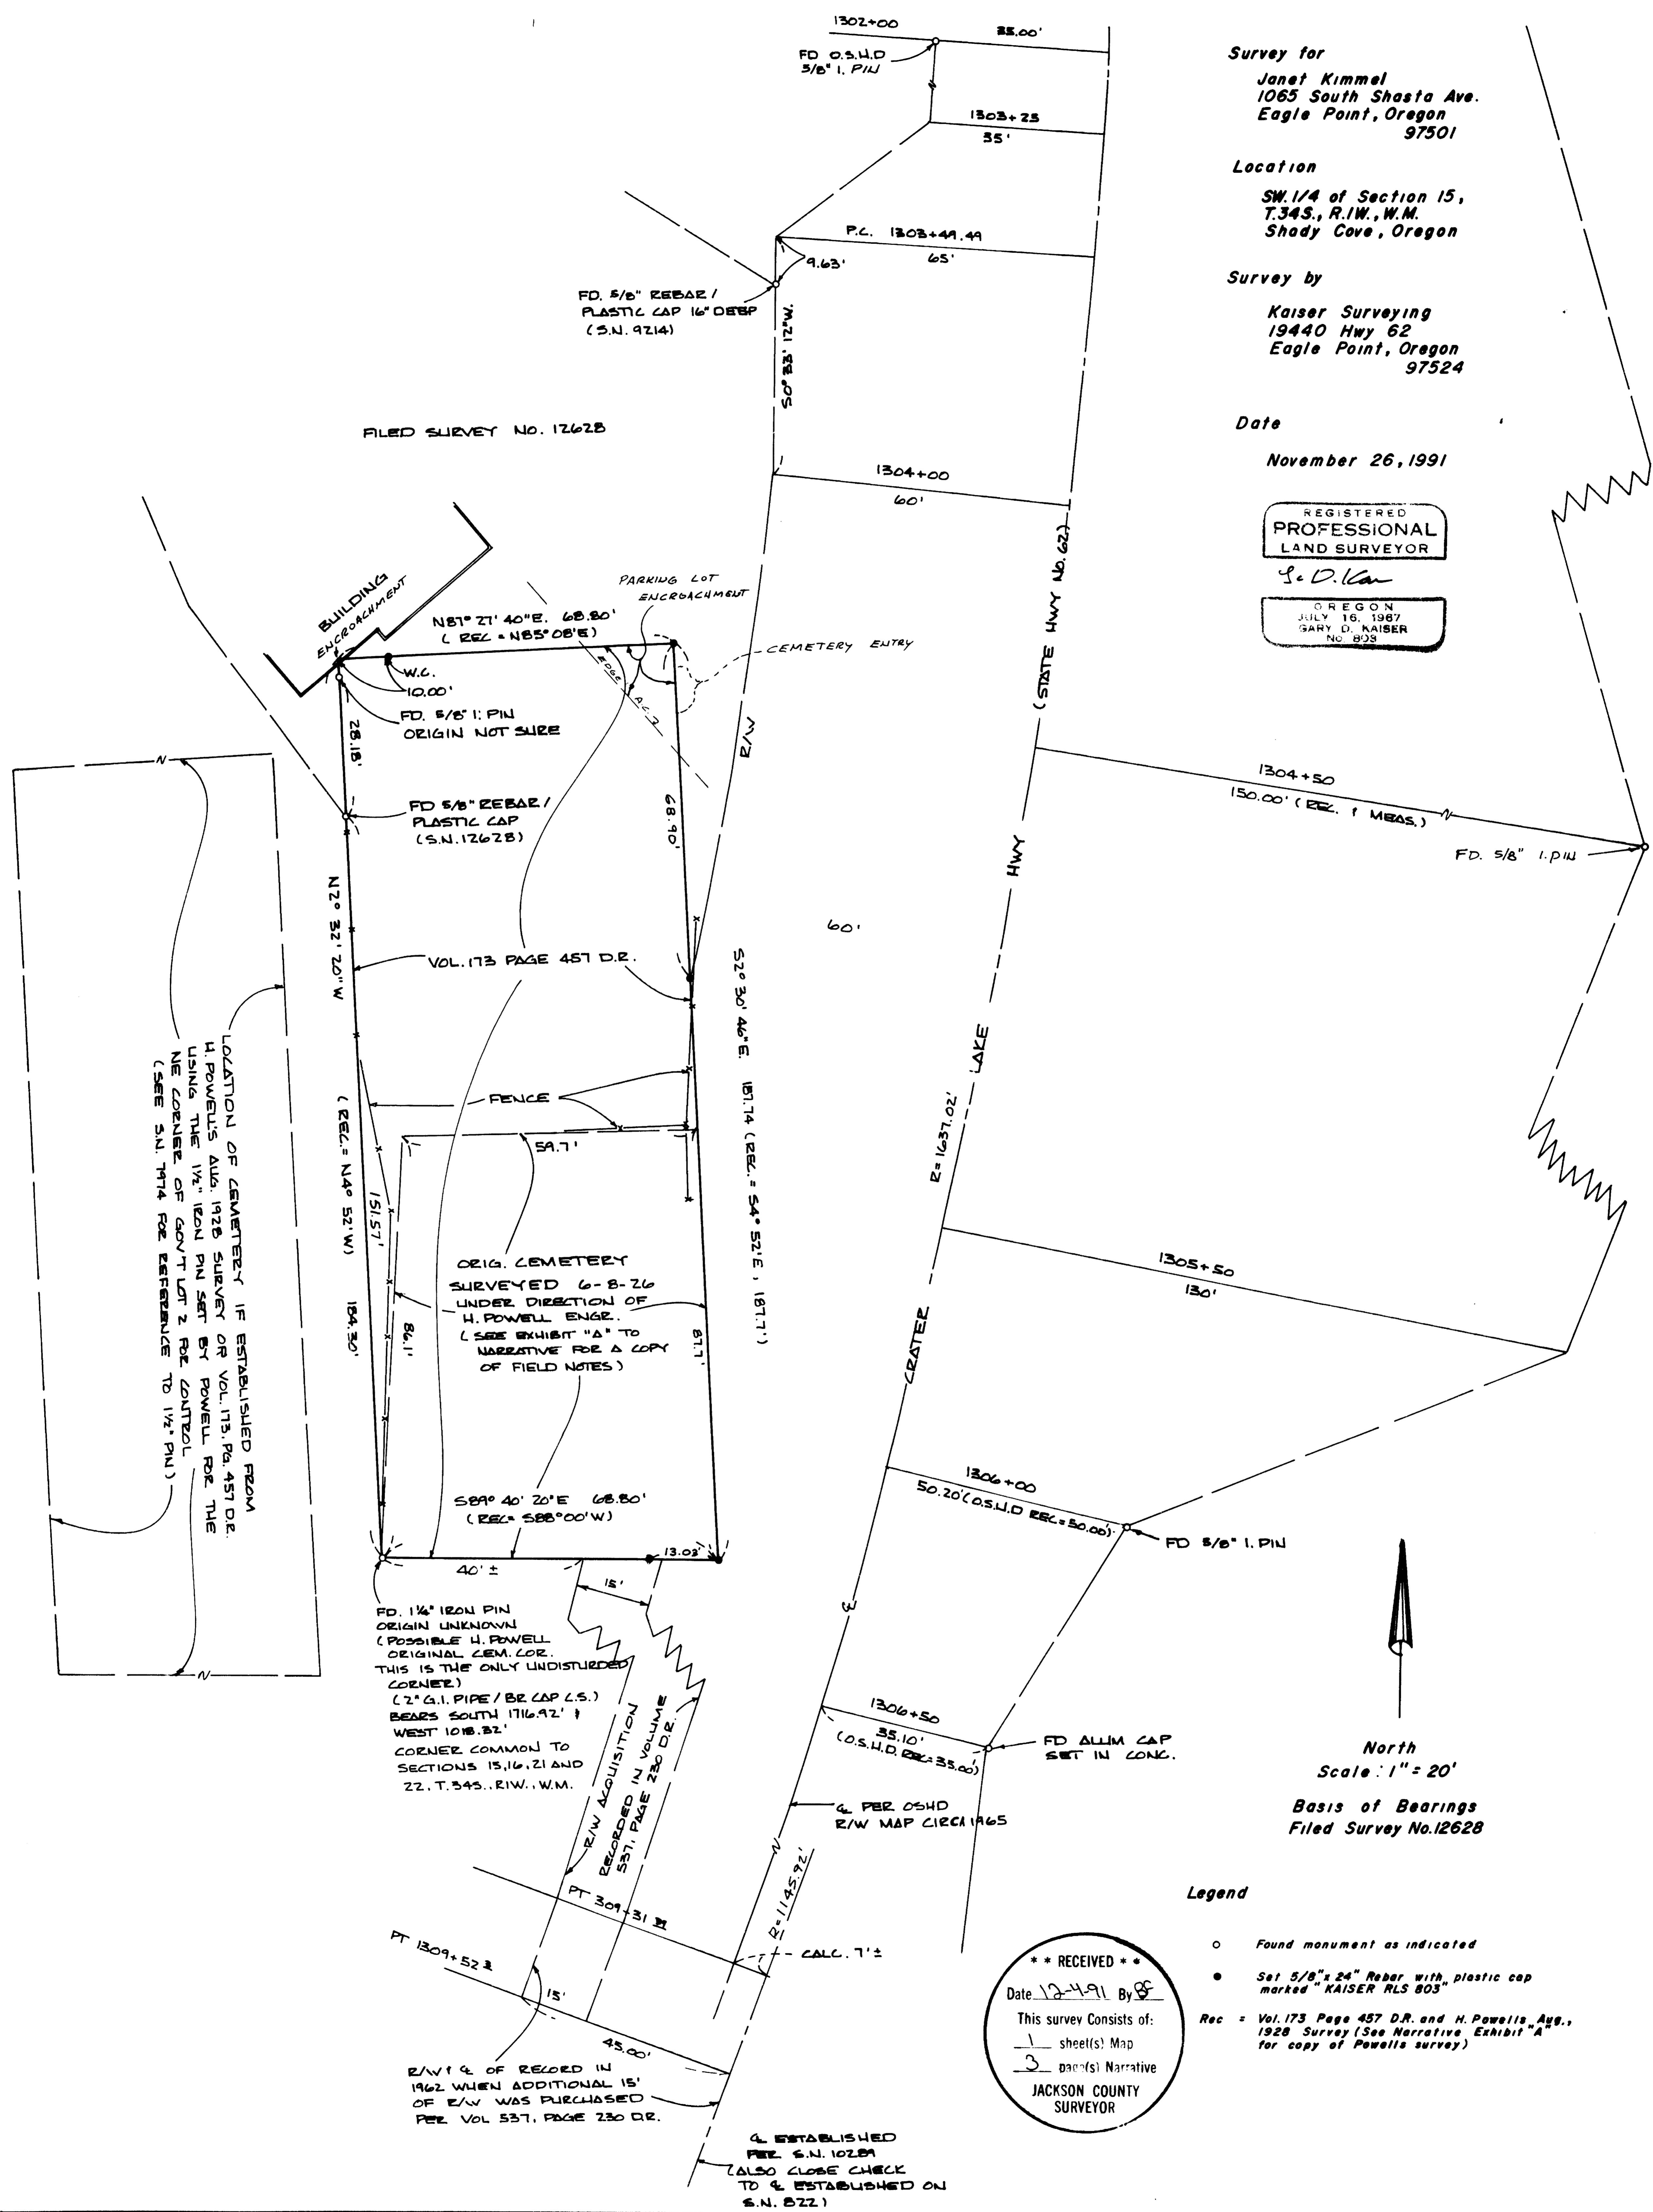 1302+00
35.00'
FD O.S.H.D
5/8" I. PIN
1303+25
35'
P.C. 1303+49.49
65'
9.63'
FD. 5/8" REBAR /
PLASTIC CAP 16" DEEP
(S.N. 9214)
S0° 33' 12"W.
FILED SURVEY NO. 12628
1304+00
60'
Survey for
Janet Kimmel
1065 South Shasta Ave.
Eagle Point, Oregon
97501
Location
SW. 1/4 of Section 15,
T.34S., R.1W., W.M.
Shady Cove, Oregon
Survey by
Kaiser Surveying
19440 Hwy 62
Eagle Point, Oregon
97524
Date
November 26, 1991
REGISTERED
PROFESSIONAL
LAND SURVEYOR
OREGON
JULY 16, 1967
GARY D. KAISER
No. 803
BUILDING
ENCROACHMENT
PARKING LOT
ENCROACHMENT
N87° 27' 40"E. 68.80'
( REC = N85°08'E)
CEMETERY ENTRY
EDGE A.C.
W.C.
10.00'
FD. 5/8" I. PIN
ORIGIN NOT SURE
28.18'
FD 5/8" REBAR /
PLASTIC CAP
(S.N. 12628)
68.90'
R/W
(STATE HWY NO. 62)
HWY
LAKE
CRATER
1304+50
150.00' (REC. & MEAS.)
FD. 5/8" I. PIN
N2° 32' 20"W
( REC. = N4° 52'W)
184.30'
151.57'
VOL. 173 PAGE 457 D.R.
60'
S2° 30' 46"E. 187.74 (REC. = S4° 52'E, 187.7')
FENCE
59.7'
R=1637.02'
LOCATION OF CEMETERY IF ESTABLISHED FROM
H. POWELL'S AUG. 1928 SURVEY OR VOL. 173, PG. 457 D.R.
USING THE 1½" IRON PIN SET BY POWELL FOR THE
NE CORNER OF GOV'T LOT 2 FOR CONTROL
(SEE S.N. 7974 FOR REFERENCE TO 1½" PIN)
ORIG. CEMETERY
SURVEYED 6-8-26
UNDER DIRECTION OF
H. POWELL ENGR.
( SEE EXHIBIT "A" TO
NARRATIVE FOR A COPY
OF FIELD NOTES)
86.1'
87.7'
1305+50
130'
S89° 40' 20"E 68.80'
(REC= S88°00'W)
40' ±
13.03'
15'
1306+00
50.20' (O.S.H.D REC.=50.00')
FD 5/8" I. PIN
FD. 1¼" IRON PIN
ORIGIN UNKNOWN
(POSSIBLE H. POWELL
ORIGINAL CEM. COR.
THIS IS THE ONLY UNDISTURDED
CORNER)
(2" G.I. PIPE / BR CAP C.S.)
BEARS SOUTH 1716.92' &
WEST 1018.32'
CORNER COMMON TO
SECTIONS 15, 16, 21 AND
22, T.34S., R1W., W.M.
R/W ACQUISITION
RECORDED IN VOLUME
537, PAGE 230 D.R.
1306+50
35.10'
(O.S.H.D. REC=35.00')
FD ALUM CAP
SET IN CONC.
℄ PER OSHD
R/W MAP CIRCA 1965
R=1145.92'
North
Scale: 1" = 20'
Basis of Bearings
Filed Survey No. 12628
PT 309+31
PT 1309+52
CALC. 7'±
15'
45.00'
R/W & ℄ OF RECORD IN
1962 WHEN ADDITIONAL 15'
OF R/W WAS PURCHASED
PER VOL 537, PAGE 230 D.R.
℄ ESTABLISHED
PER S.N. 10289
(ALSO CLOSE CHECK
TO ℄ ESTABLISHED ON
S.N. 822)
* * RECEIVED * *
Date 12-4-91 By BF
This survey Consists of:
1 sheet(s) Map
3 page(s) Narrative
JACKSON COUNTY
SURVEYOR
Legend
Found monument as indicated
Set 5/8" x 24" Rebar with plastic cap
marked "KAISER RLS 803"
Rec = Vol. 173 Page 457 D.R. and H. Powells Aug.,
1928 Survey (See Narrative Exhibit "A"
for copy of Powells survey)